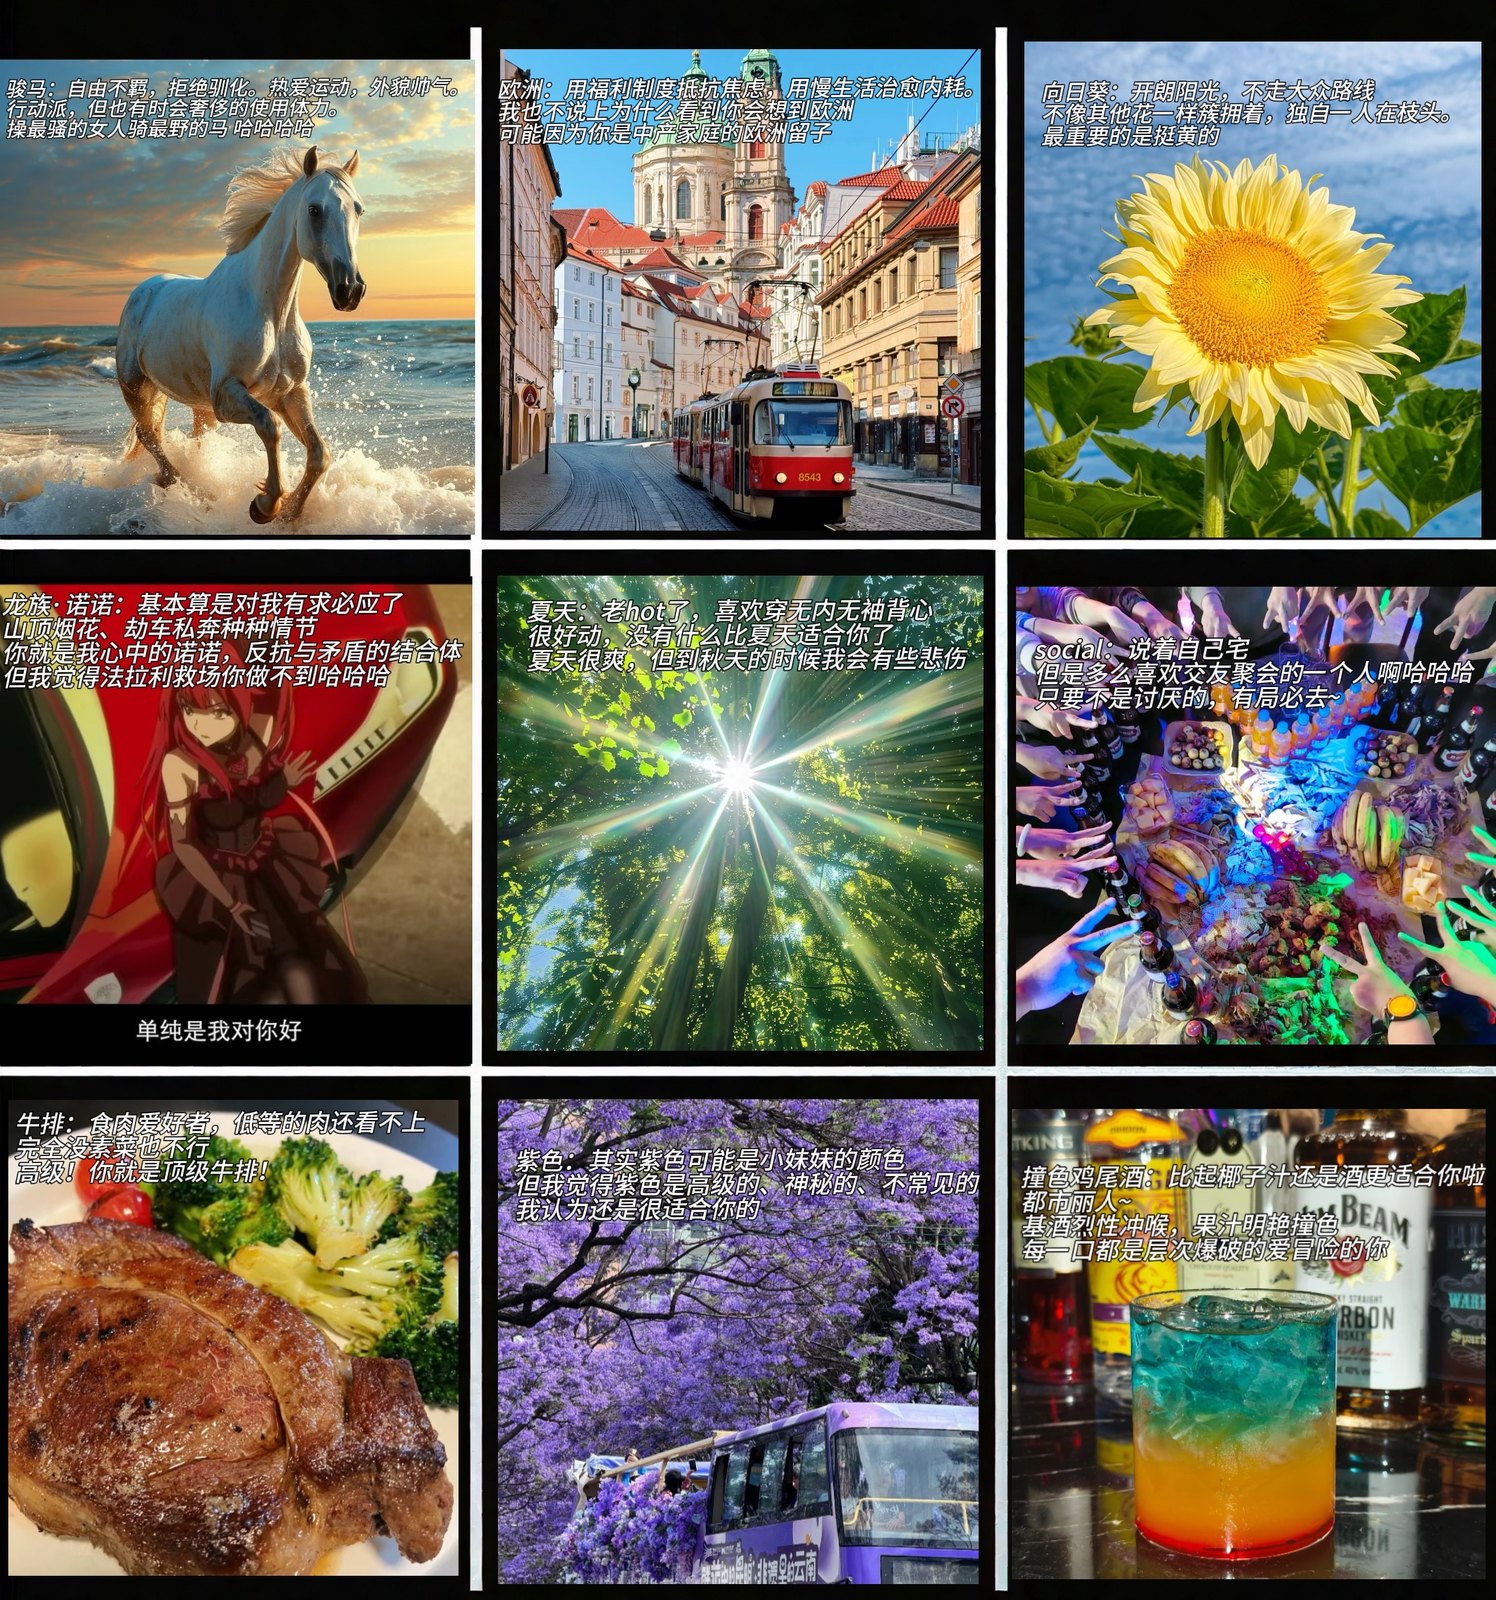 骏马：自由不羁，拒绝驯化。热爱运动，外貌帅气。
行动派，但也有时会奢侈的使用体力。
操最骚的女人骑最野的马 哈哈哈哈
欧洲：用福利制度抵抗焦虑，用慢生活治愈内耗。
我也不说上为什么看到你会想到欧洲
可能因为你是中产家庭的欧洲留子
8543
向日葵：开朗阳光，不走大众路线
不像其他花一样簇拥着，独自一人在枝头。
最重要的是挺黄的
龙族·诺诺：基本算是对我有求必应了
山顶烟花、劫车私奔种种情节
你就是我心中的诺诺，反抗与矛盾的结合体
但我觉得法拉利救场你做不到哈哈哈
单纯是我对你好
夏天：老hot了，喜欢穿无内无袖背心
很好动，没有什么比夏天适合你了
夏天很爽，但到秋天的时候我会有些悲伤
social：说着自己宅
但是多么喜欢交友聚会的一个人啊哈哈哈
只要不是讨厌的，有局必去~
牛排：食肉爱好者，低等的肉还看不上
完全没素菜也不行
高级！你就是顶级牛排！
紫色：其实紫色可能是小妹妹的颜色
但我觉得紫色是高级的、神秘的、不常见的
我认为还是很适合你的
撞色鸡尾酒：比起椰子汁还是酒更适合你啦
都市丽人~
基酒烈性冲喉，果汁明艳撞色
每一口都是层次爆破的爱冒险的你
BEAM
STRAIGHT